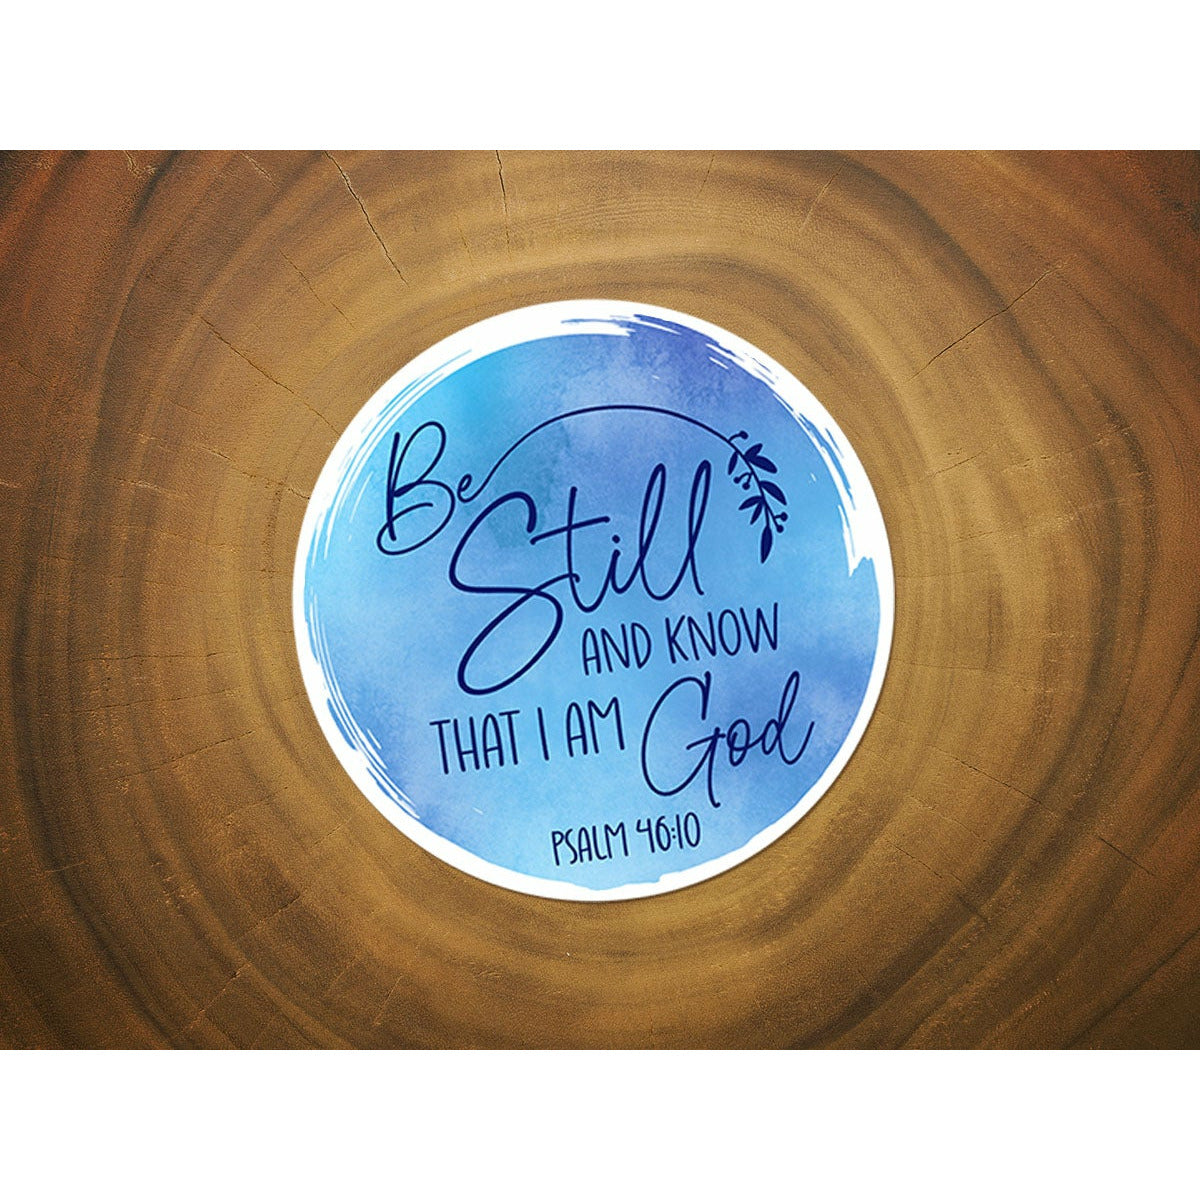 Be
Still
AND KNOW
THAT I AM God
PSALM 46:10